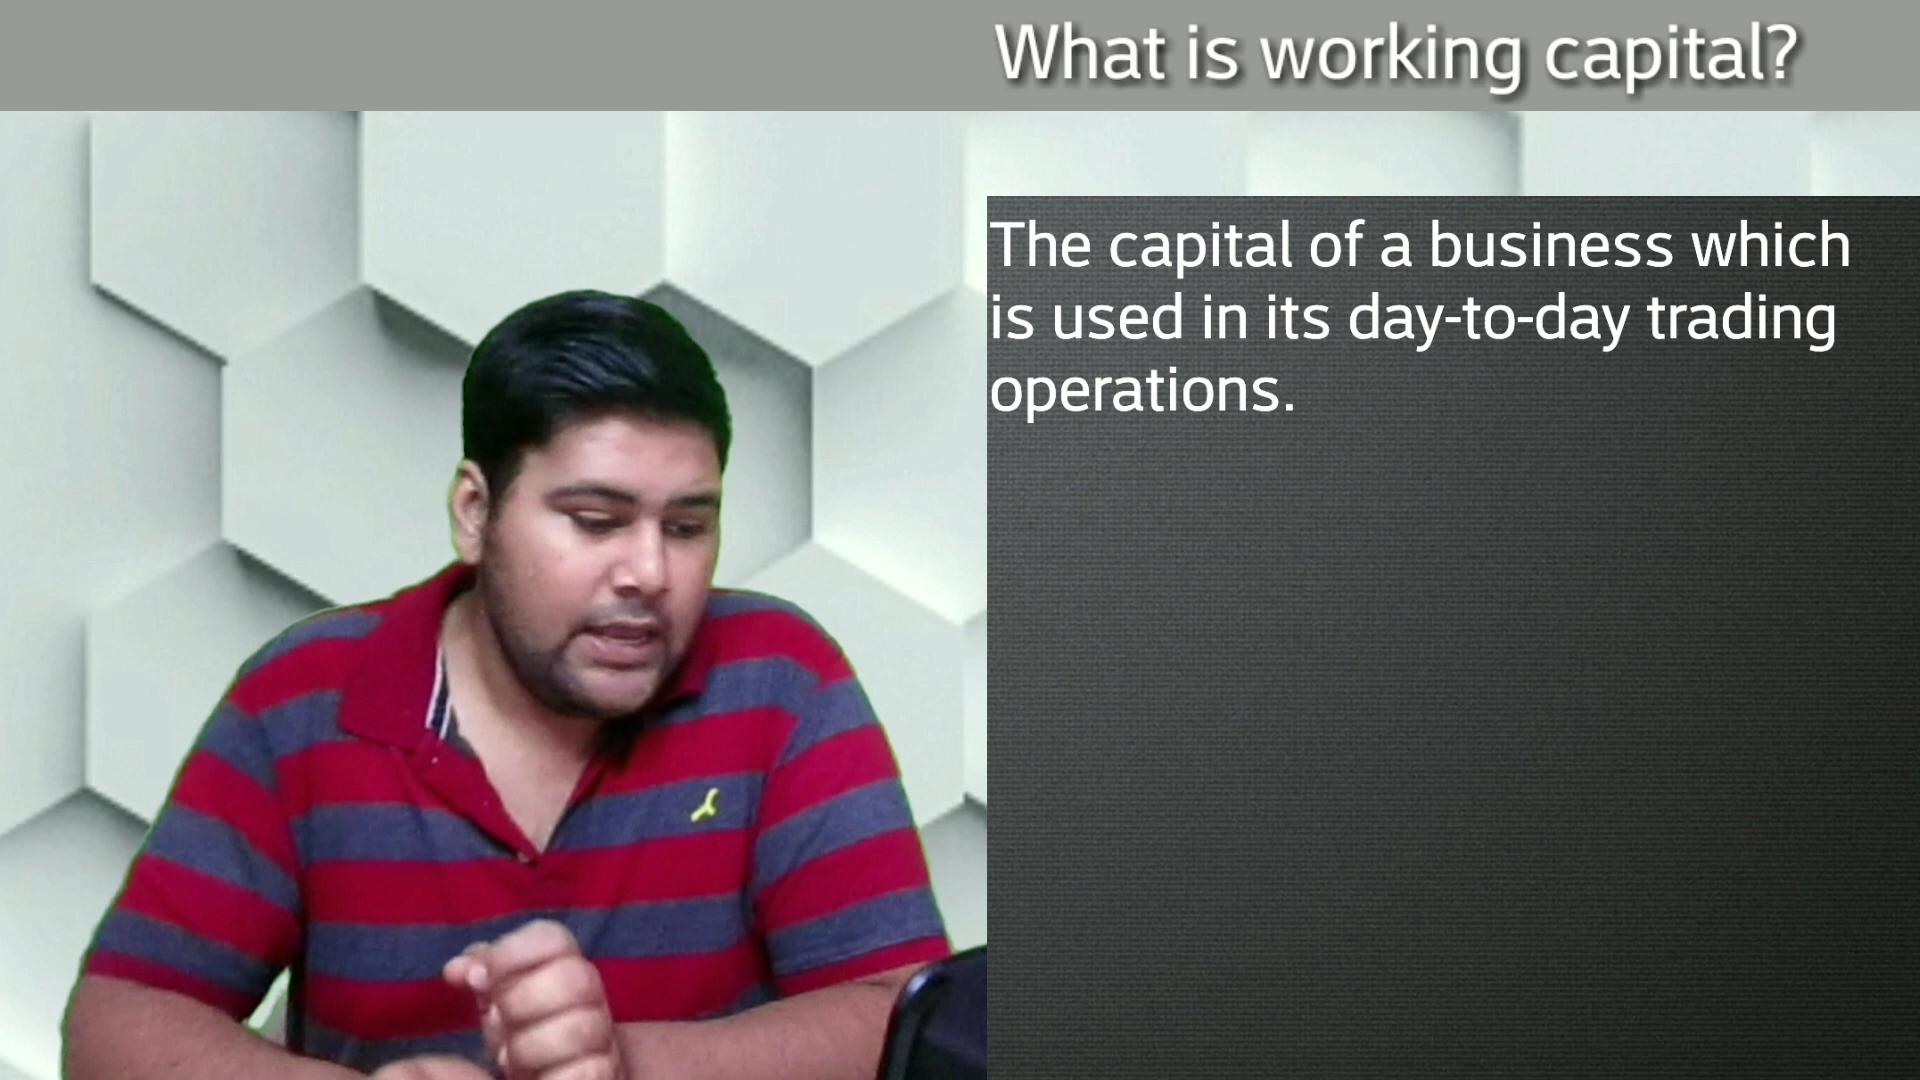 What is working capital?
The capital of a business which
is used in its day-to-day trading
operations.